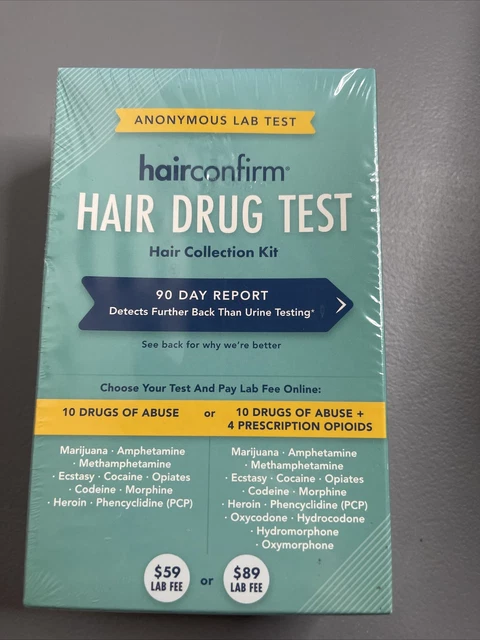 ANONYMOUS LAB TEST
hairconfirm®
HAIR DRUG TEST
Hair Collection Kit
90 DAY REPORT
Detects Further Back Than Urine Testing*
See back for why we're better
Choose Your Test And Pay Lab Fee Online:
10 DRUGS OF ABUSE or 10 DRUGS OF ABUSE +
4 PRESCRIPTION OPIOIDS
Marijuana · Amphetamine
· Methamphetamine
· Ecstasy · Cocaine · Opiates
· Codeine · Morphine
· Heroin · Phencyclidine (PCP)
Marijuana · Amphetamine
· Methamphetamine
· Ecstasy · Cocaine · Opiates
· Codeine · Morphine
· Heroin · Phencyclidine (PCP)
· Oxycodone · Hydrocodone
· Hydromorphone
· Oxymorphone
$59
LAB FEE
or
$89
LAB FEE